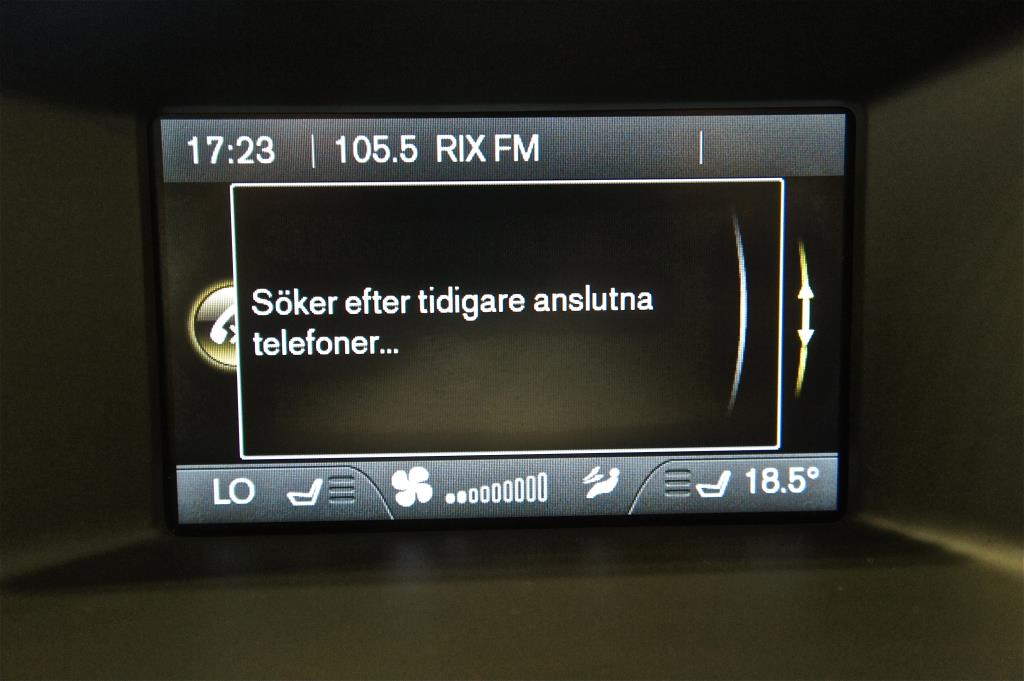 17:23 105.5 RIX FM
Söker efter tidigare anslutna
telefoner...
LO 18.5°